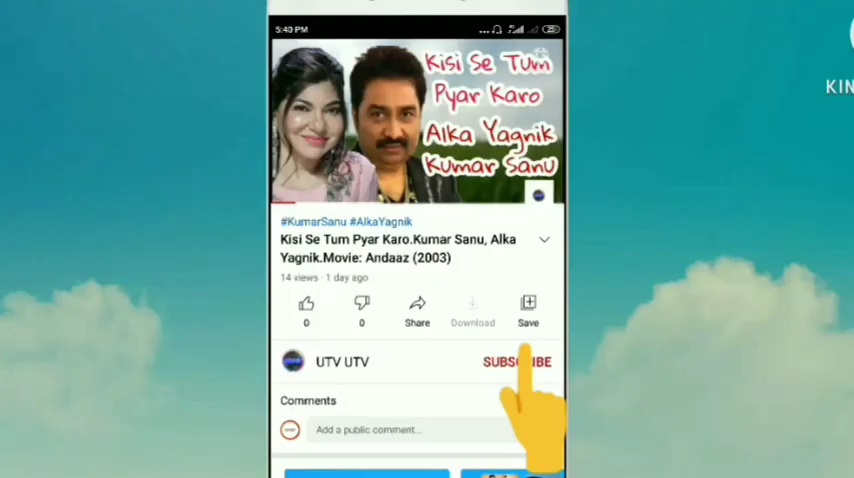 5:40 PM
Kisi Se Tum
Pyar Karo
Alka Yagnik
Kumar Sanu
KIN
#KumarSanu #AlkaYagnik
Kisi Se Tum Pyar Karo.Kumar Sanu, Alka
Yagnik.Movie: Andaaz (2003)
14 views · 1 day ago
0
0
Share
Download
Save
UTV UTV
SUBSCRIBE
Comments
Add a public comment...